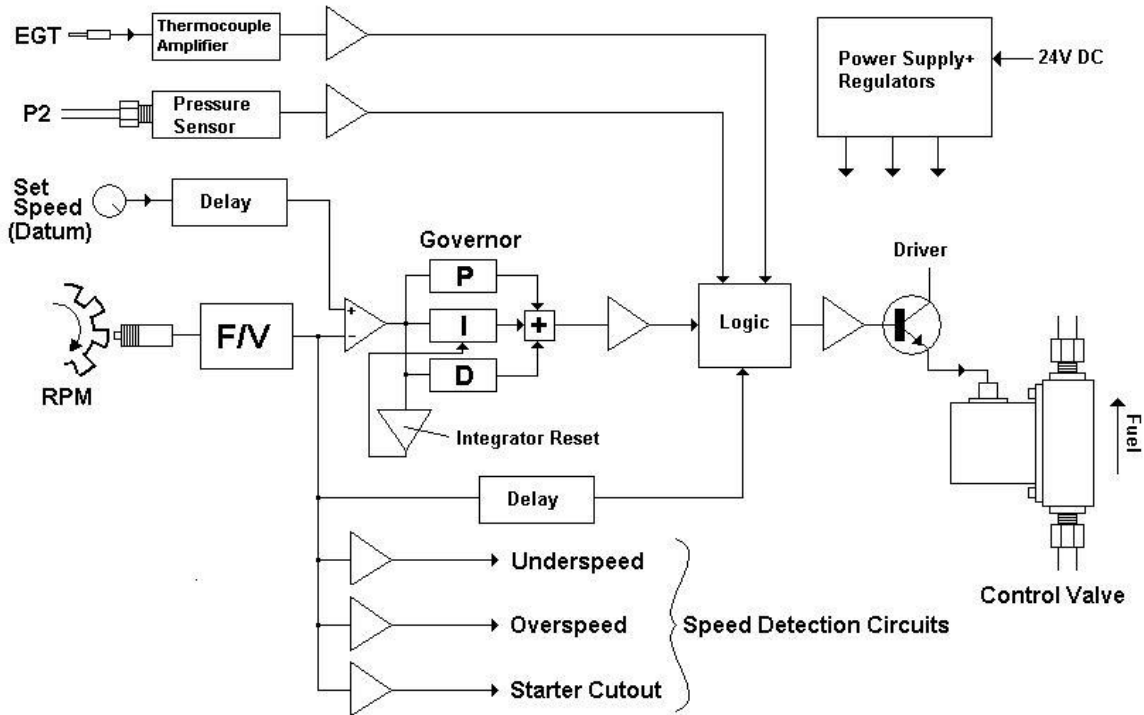 EGT
Thermocouple
Amplifier
Power Supply+
Regulators
24V DC
P2
Pressure
Sensor
Set
Speed
(Datum)
Delay
Governor
P
I
D
+
-
+
Logic
Driver
F/V
RPM
Integrator Reset
Fuel
Delay
Underspeed
Overspeed
Starter Cutout
Speed Detection Circuits
Control Valve